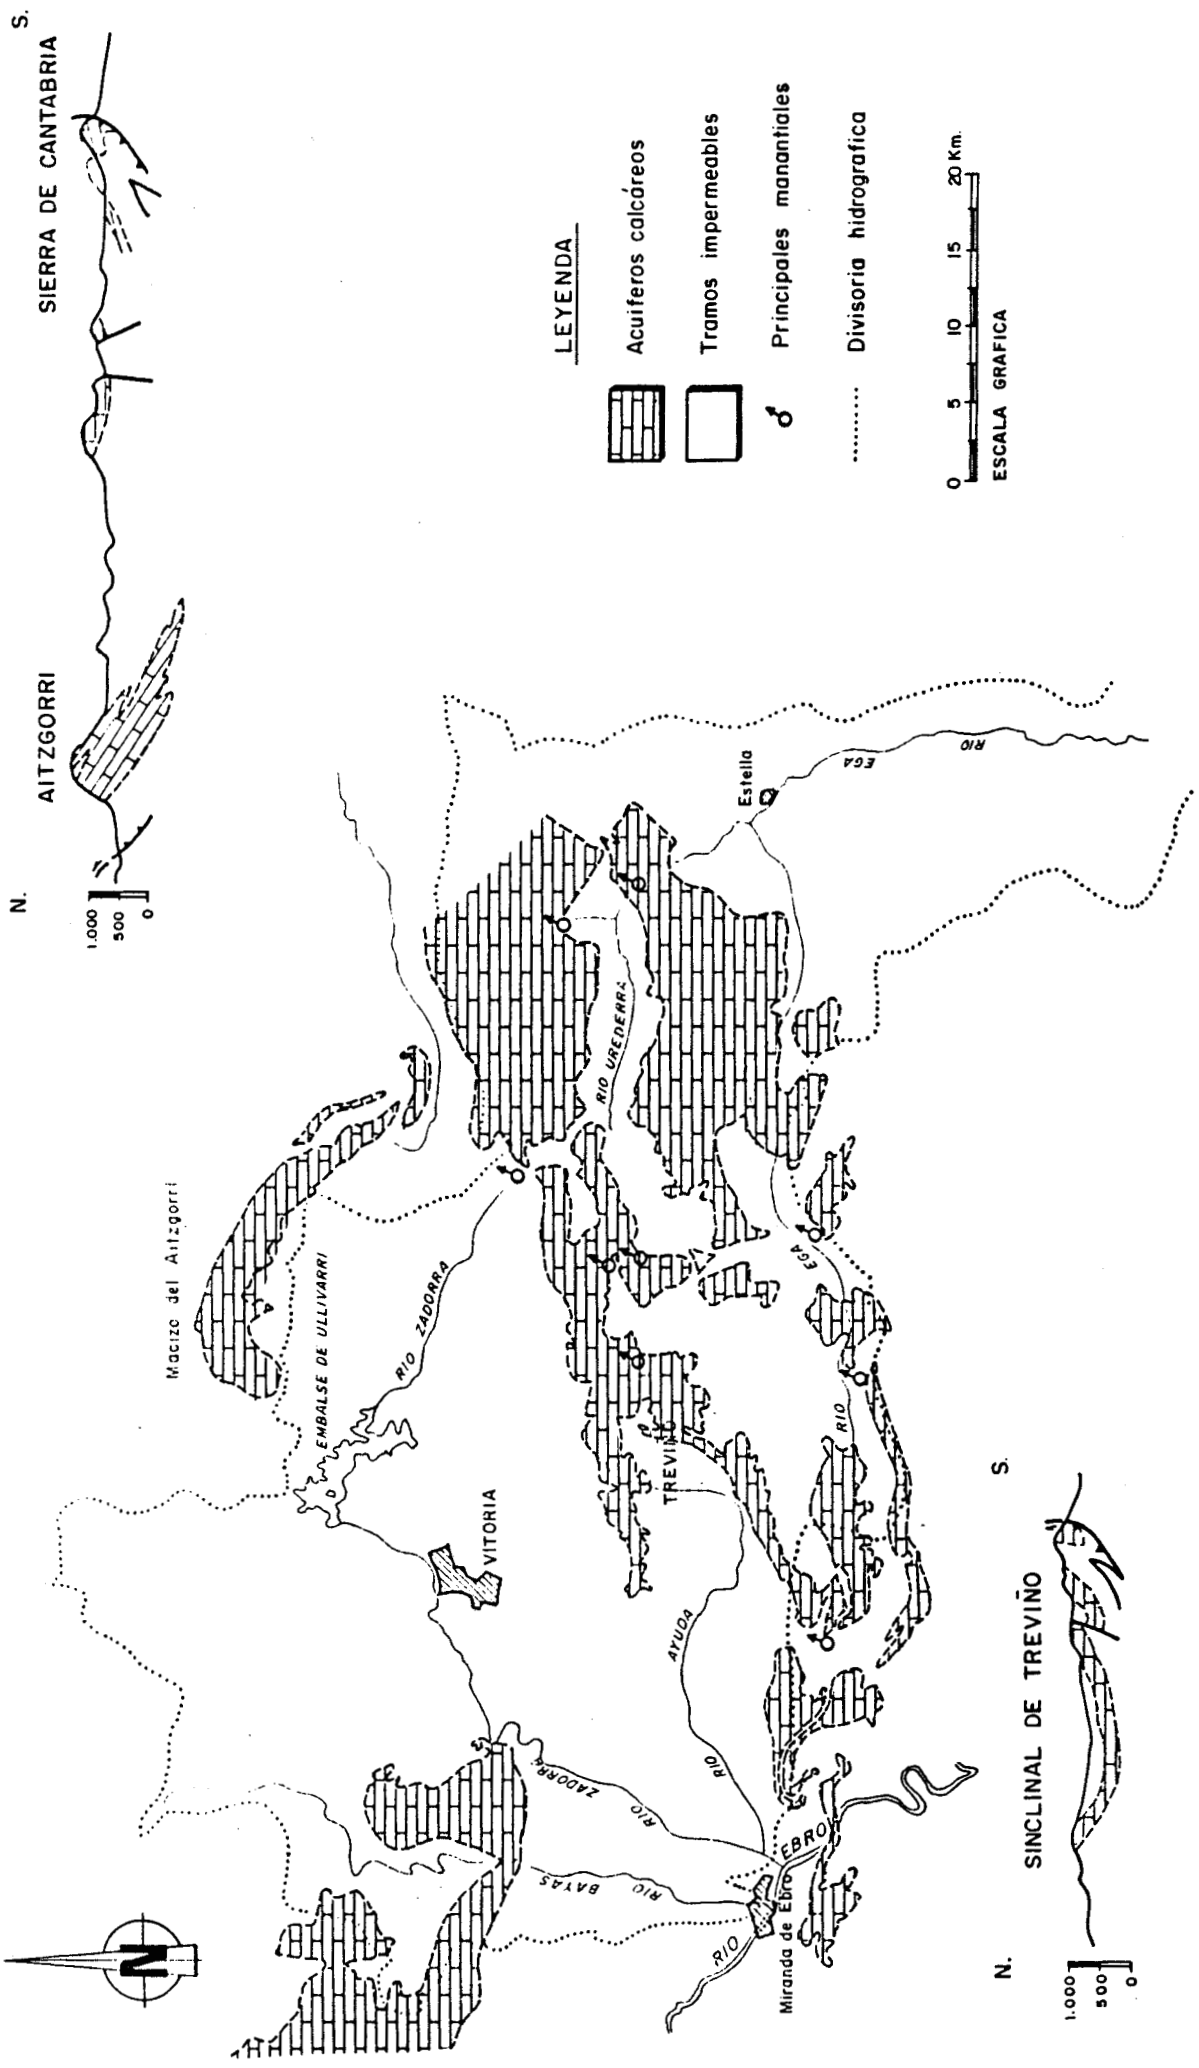 N.
AITZGORRI
SIERRA DE CANTABRIA
S.
1.000
500
0
LEYENDA
Acuiferos calcáreos
Tramos impermeables
Principales manantiales
Divisoria hidrografica
0 5 10 15 20 Km.
ESCALA GRAFICA
N
Macizo del Aitzgorri
EMBALSE DE ULLIVARRI
RIO ZADORRA
VITORIA
RIO UREDERRA
Estella
RIO EGA
TREVIÑO
RIO EGA
RIO AYUDA
RIO ZADORRA
RIO BAYAS
RIO EBRO
Miranda de Ebro
SINCLINAL DE TREVIÑO
N.
S.
1.000
500
0